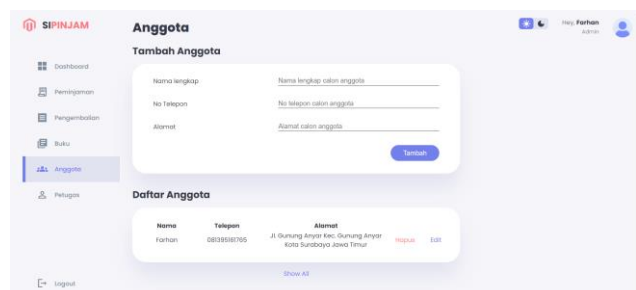 SIPINJAM
Dashboard
Peminjaman
Pengembalian
Buku
Anggota
Petugas
Logout
Anggota
Hey, Farhan
Admin
Tambah Anggota
Nama lengkap
Nama lengkap calon anggota
No Telepon
No telepon calon anggota
Alamat
Alamat calon anggota
Tambah
Daftar Anggota
Nama Telepon Alamat
Farhan 081395181765 Jl. Gunung Anyar Kec. Gunung Anyar Kota Surabaya Jawa Timur Hapus Edit
Show All